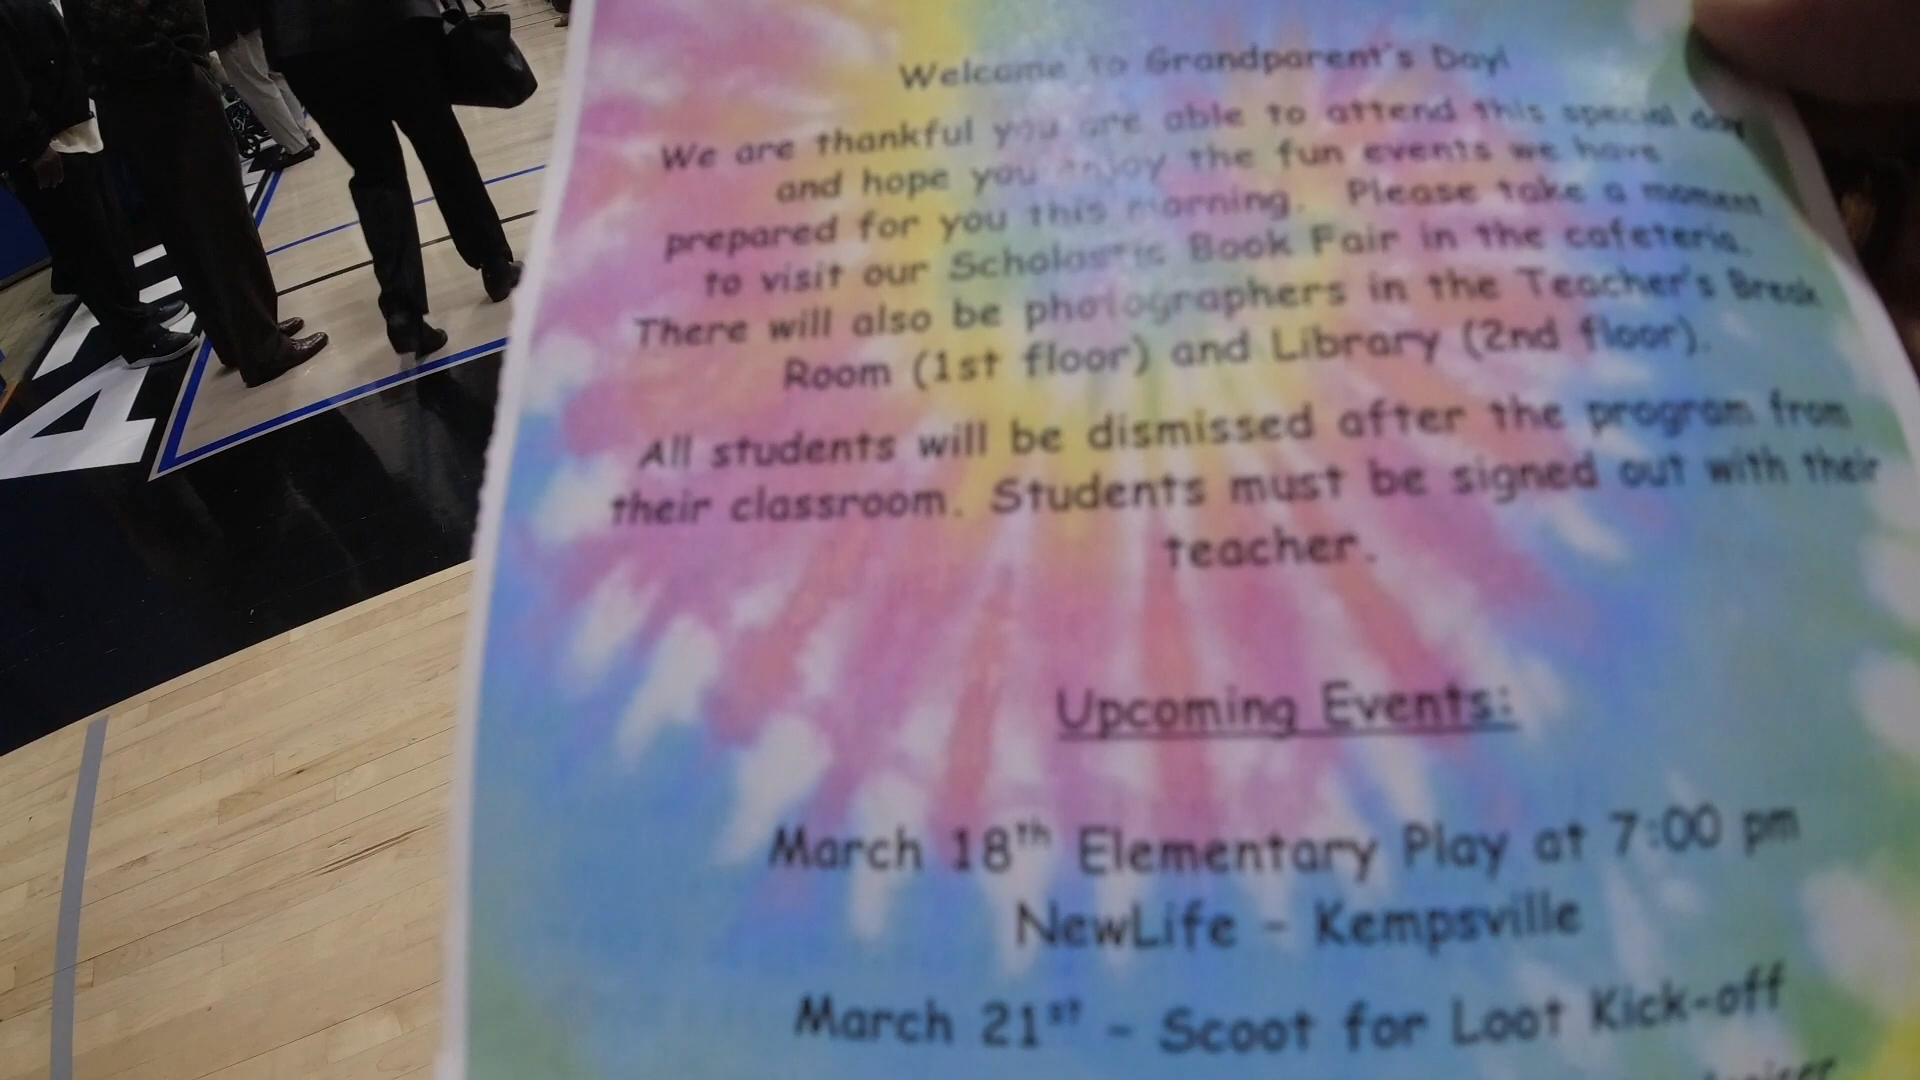 Welcome to Grandparent's Day!
We are thankful you are able to attend this special day
and hope you enjoy the fun events we have
prepared for you this morning. Please take a moment
to visit our Scholastic Book Fair in the cafeteria.
There will also be photographers in the Teacher's Break
Room (1st floor) and Library (2nd floor).
All students will be dismissed after the program from
their classroom. Students must be signed out with their
teacher.
Upcoming Events:
March 18th Elementary Play at 7:00 pm
NewLife - Kempsville
March 21st - Scoot for Loot Kick-off